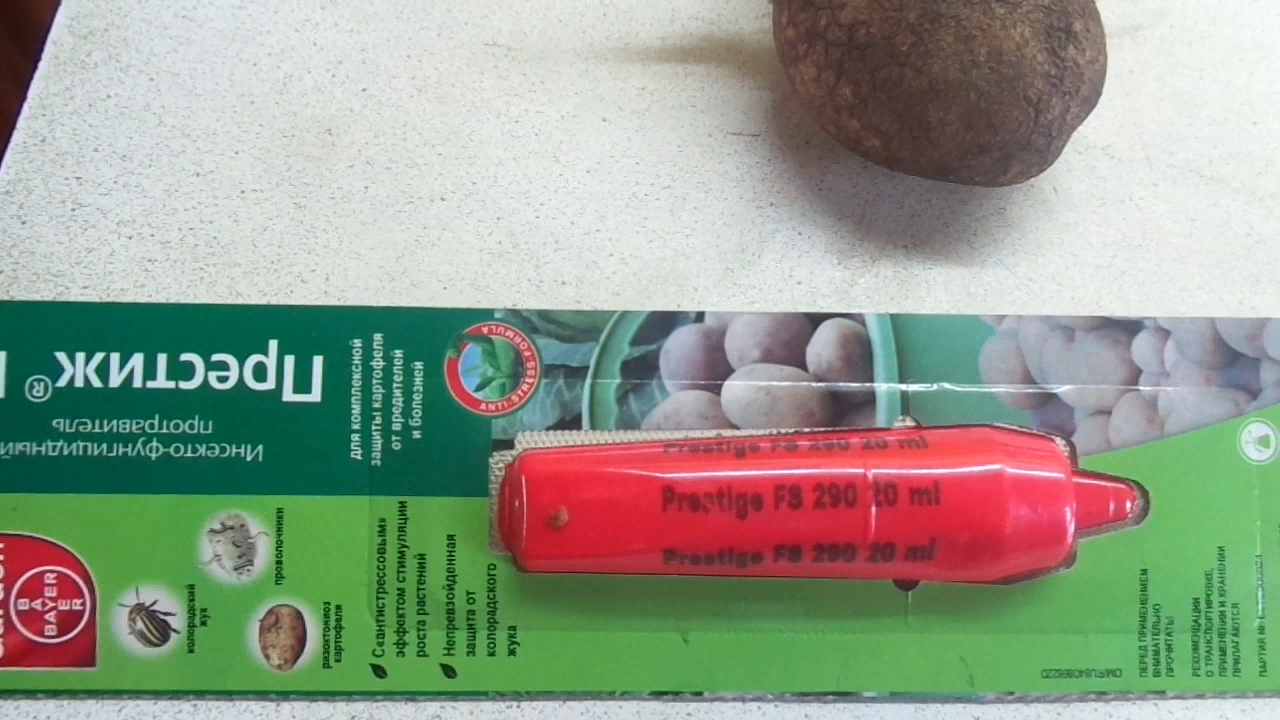 Престиж®
Инсекто-фунгицидный
протравитель
для комплексной
защиты картофеля
от вредителей
и болезней
ANTI-STRESS-FORMULA
Prestige FS 290 20 ml
Prestige FS 290 20 ml
Prestige FS 290 20 ml
С «антистрессовым»
эффектом стимуляции
роста растений
Непревзойденная
защита от
колорадского
жука
проволочники
колорадский
жук
ризоктониоз
картофеля
BAYER
BAYER
ПЕРЕД ПРИМЕНЕНИЕМ
ВНИМАТЕЛЬНО
ПРОЧИТАТЬ!
РЕКОМЕНДАЦИИ
О ТРАНСПОРТИРОВКЕ,
ПРИМЕНЕНИИ И ХРАНЕНИИ
ПРИЛАГАЮТСЯ
ПАРТИЯ №